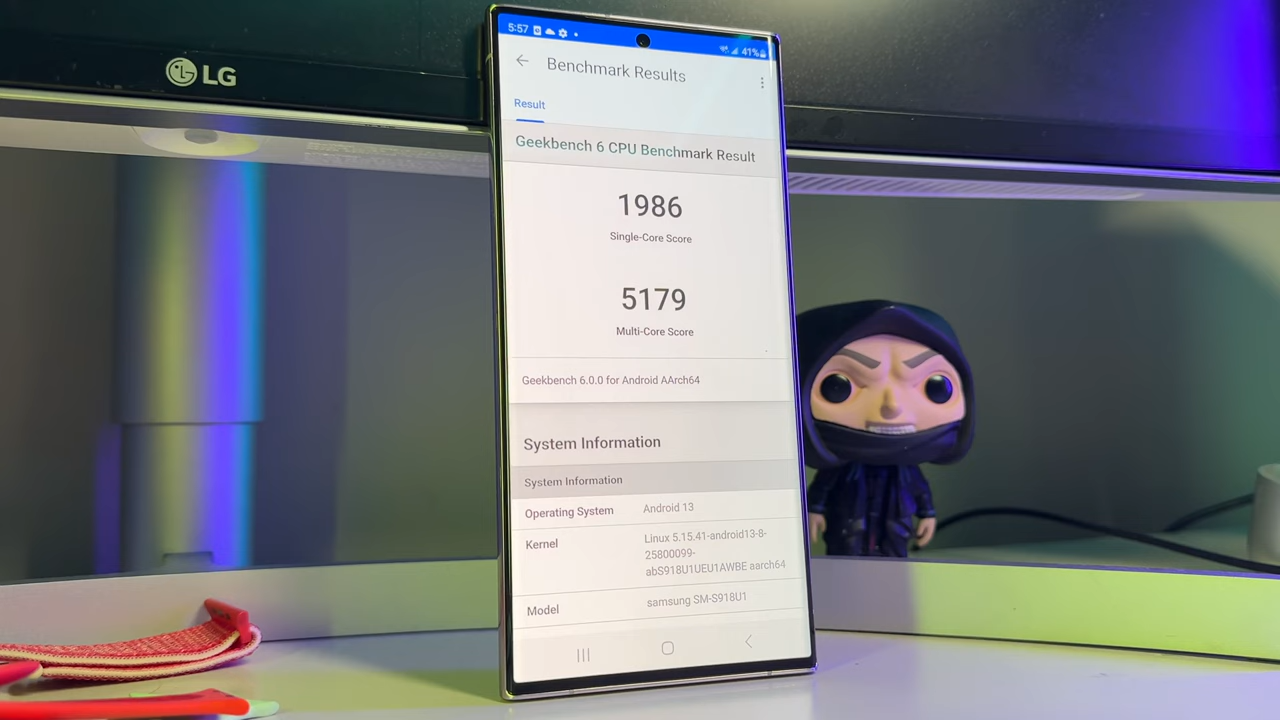 LG
5:57
41%
Benchmark Results
Result
Geekbench 6 CPU Benchmark Result
1986
Single-Core Score
5179
Multi-Core Score
Geekbench 6.0.0 for Android AArch64
System Information
System Information
Operating System Android 13
Kernel Linux 5.15.41-android13-8-
25800099-
abS918U1UEU1AWBE aarch64
Model samsung SM-S918U1